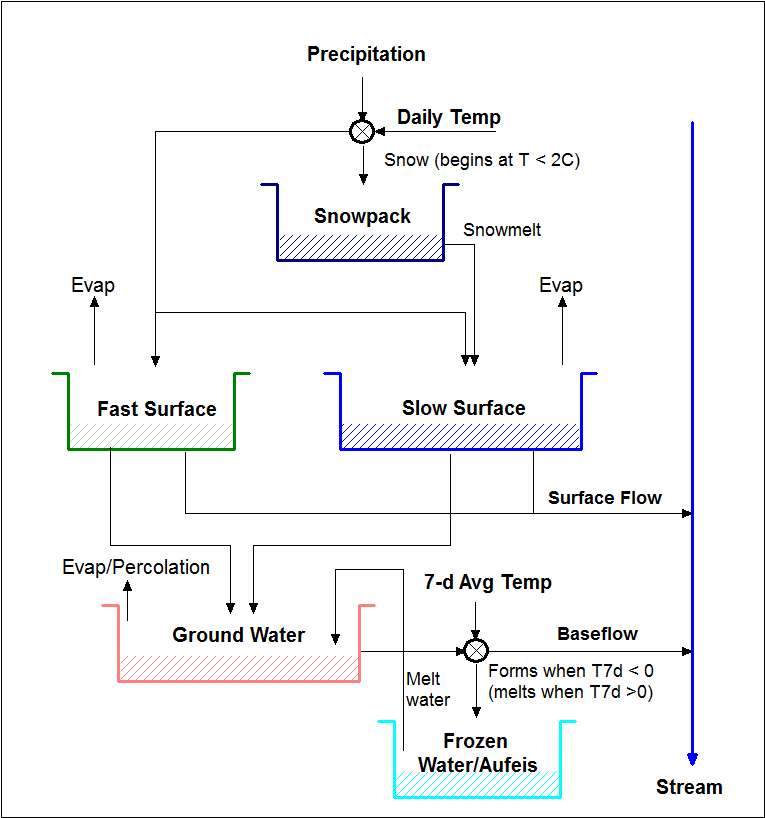 Precipitation
Daily Temp
Snow (begins at T < 2C)
Snowpack
Snowmelt
Evap
Evap
Fast Surface
Slow Surface
Surface Flow
Evap/Percolation
7-d Avg Temp
Ground Water
Baseflow
Forms when T7d < 0
(melts when T7d >0)
Melt
water
Frozen
Water/Aufeis
Stream